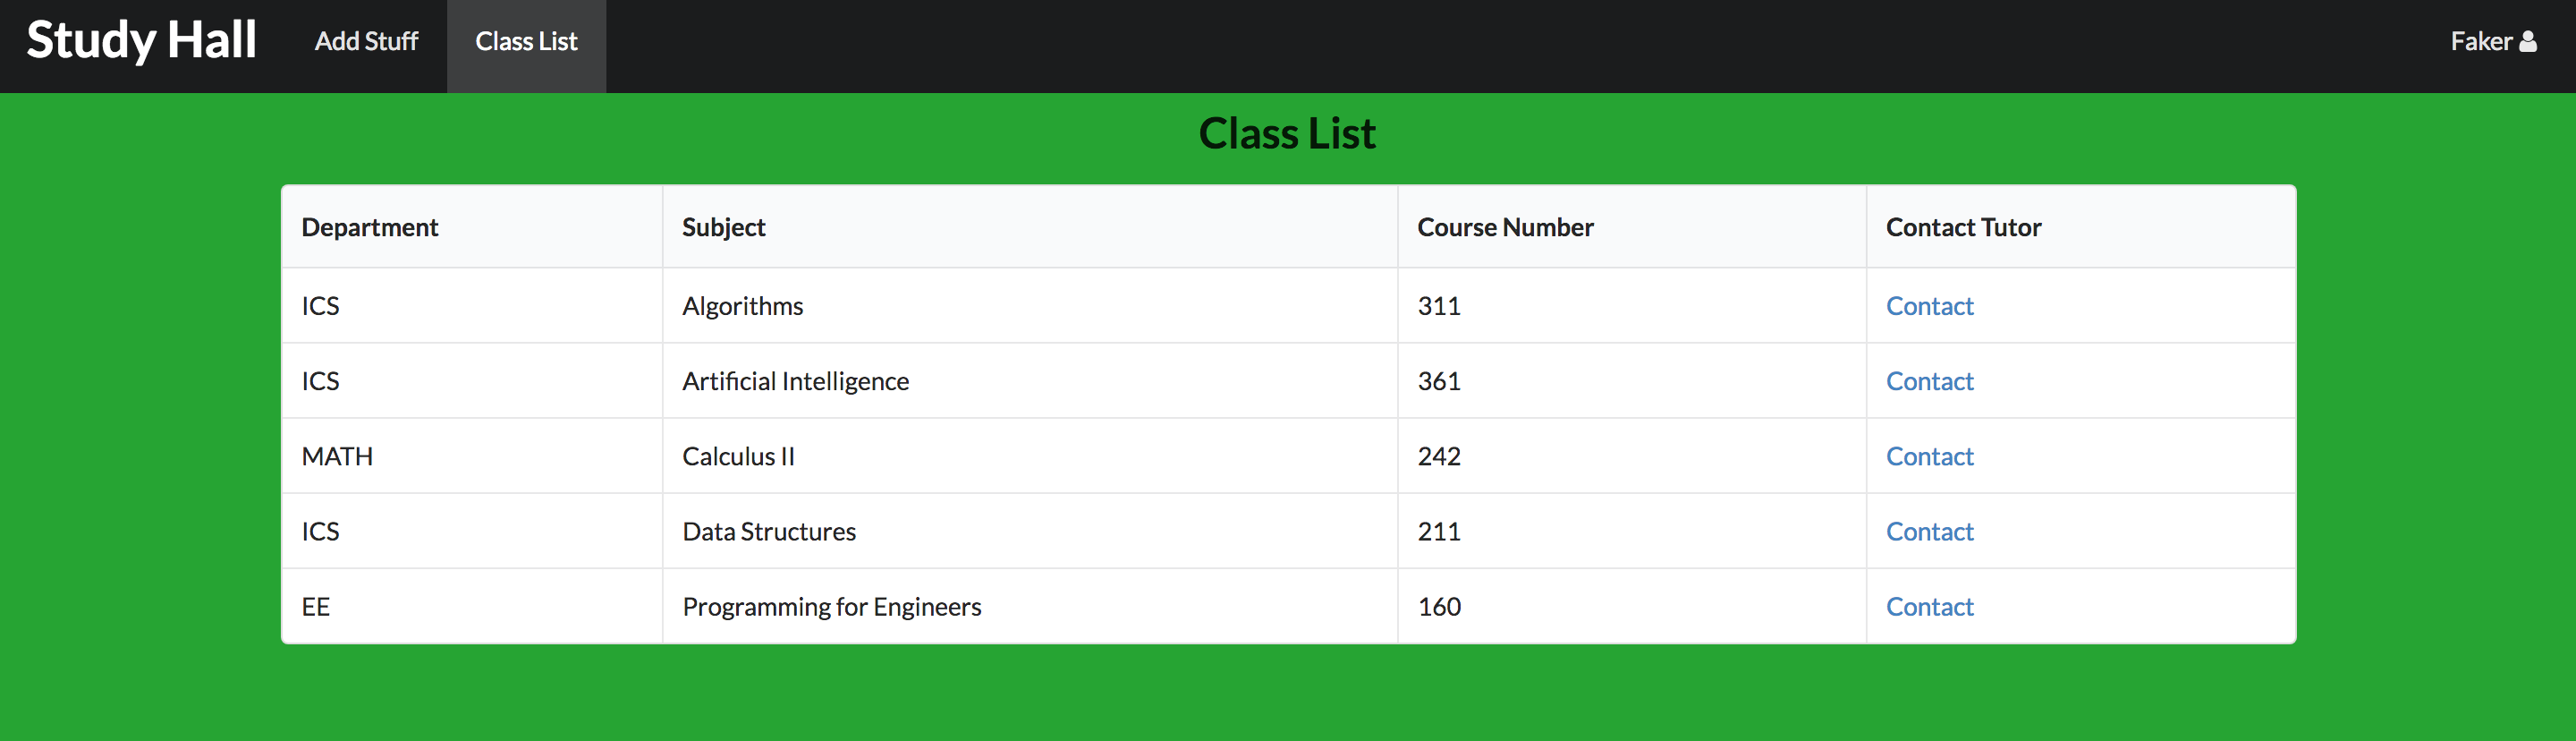 Study Hall Add Stuff Class List Faker
Class List
Department Subject Course Number Contact Tutor
ICS Algorithms 311 Contact
ICS Artificial Intelligence 361 Contact
MATH Calculus II 242 Contact
ICS Data Structures 211 Contact
EE Programming for Engineers 160 Contact